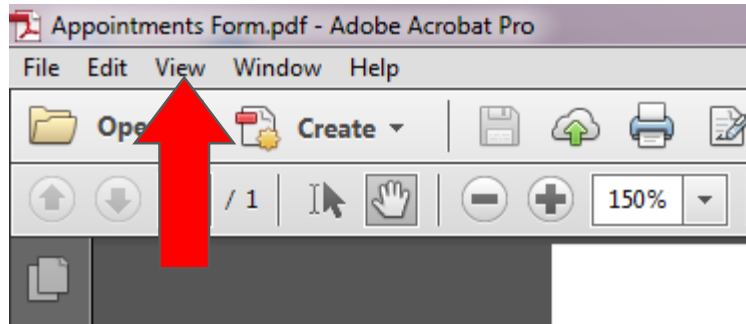 Appointments Form.pdf - Adobe Acrobat Pro
File Edit View Window Help
Create
/ 1 150%